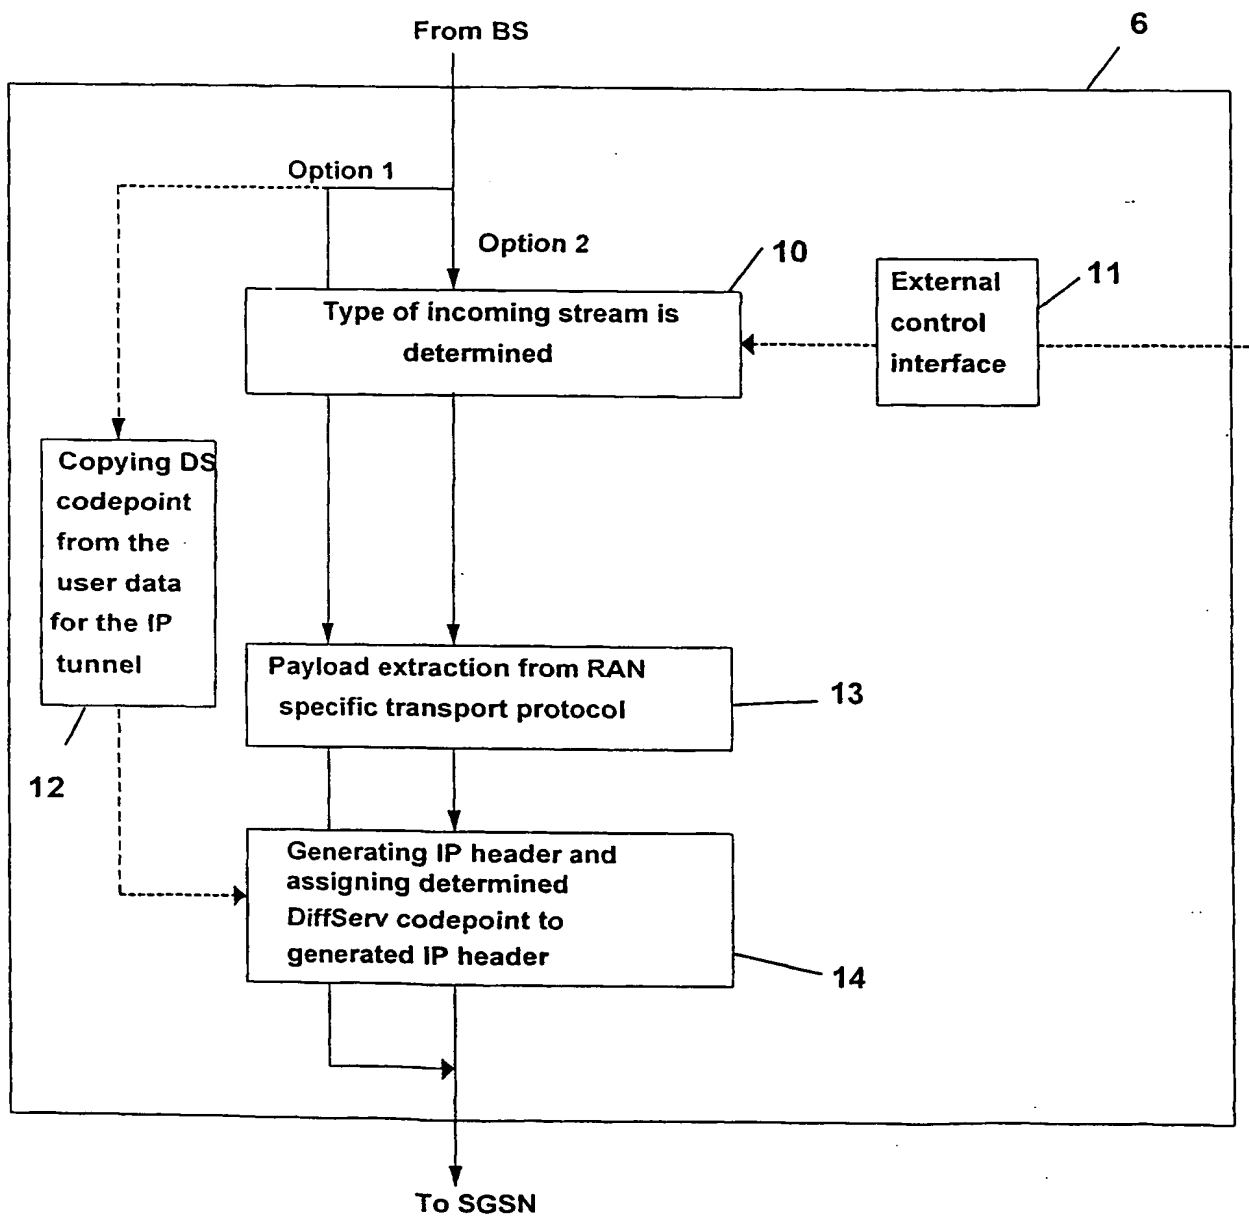 From BS
6
Option 1
Option 2
10
Type of incoming stream is
determined
External
control
interface
11
Copying DS
codepoint
from the
user data
for the IP
tunnel
12
Payload extraction from RAN
specific transport protocol
13
Generating IP header and
assigning determined
DiffServ codepoint to
generated IP header
14
To SGSN